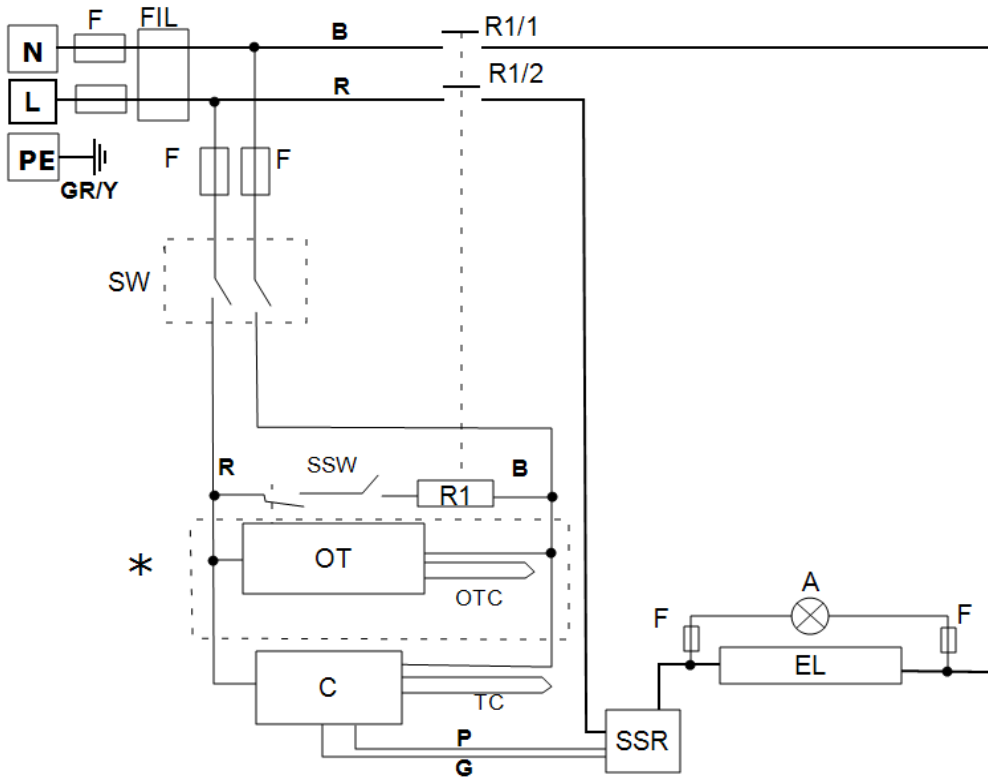 F FIL
N B R1/1
L R R1/2
PE F F
GR/Y
SW
R SSW B
R1
* OT
OTC
A
F F
C EL
TC
P SSR
G